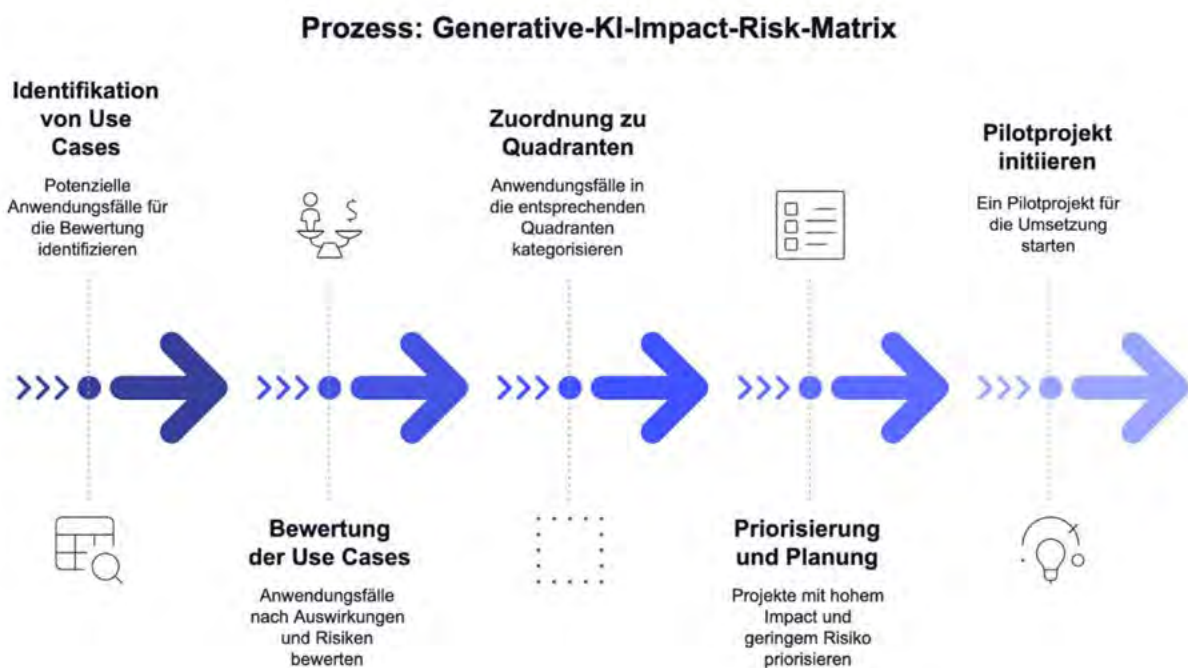 Prozess: Generative-KI-Impact-Risk-Matrix
Identifikation
von Use
Cases
Potenzielle
Anwendungsfälle für
die Bewertung
identifizieren
Bewertung
der Use Cases
Anwendungsfälle
nach Auswirkungen
und Risiken
bewerten
Zuordnung zu
Quadranten
Anwendungsfälle in
die entsprechenden
Quadranten
kategorisieren
Priorisierung
und Planung
Projekte mit hohem
Impact und
geringem Risiko
priorisieren
Pilotprojekt
initiieren
Ein Pilotprojekt für
die Umsetzung
starten